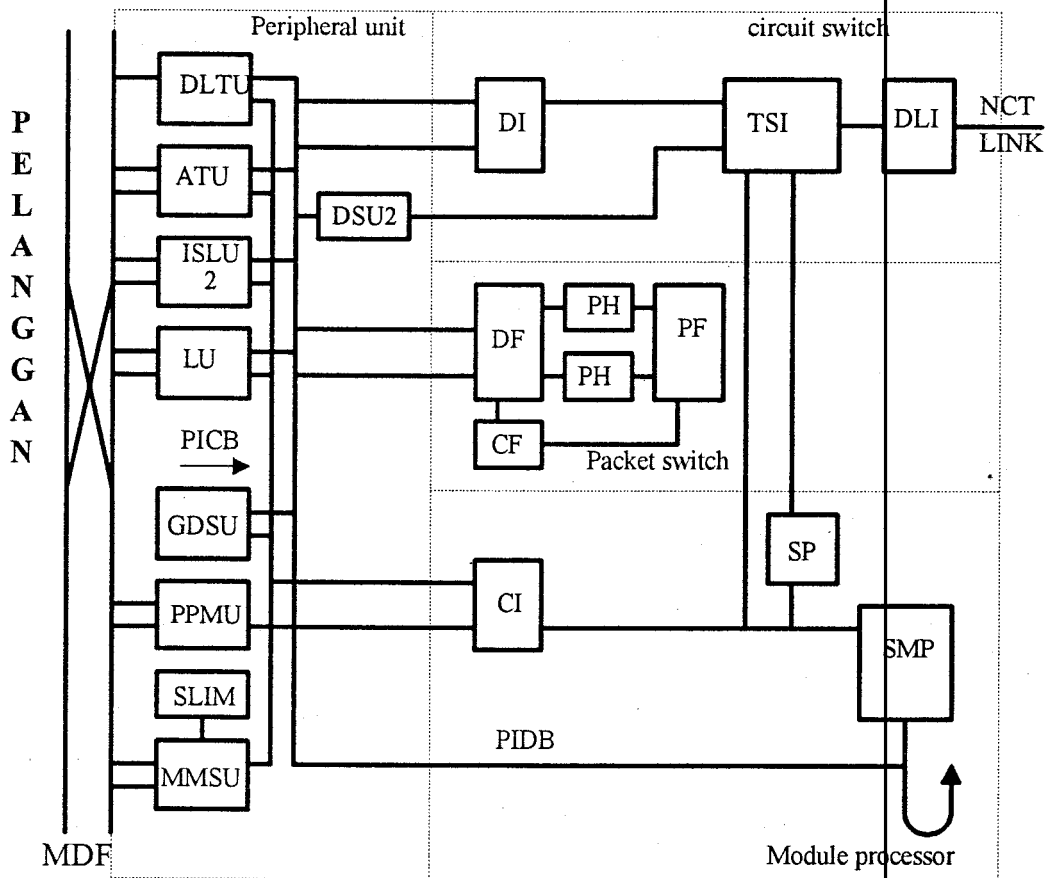 Peripheral unit
circuit switch
PELANGGAN
DLTU
DI
TSI
DLI
NCT
LINK
ATU
DSU2
ISLU
2
LU
DF
PH
PF
PH
CF
Packet switch
PICB
GDSU
SP
PPMU
CI
SMP
SLIM
MMSU
PIDB
MDF
Module processor